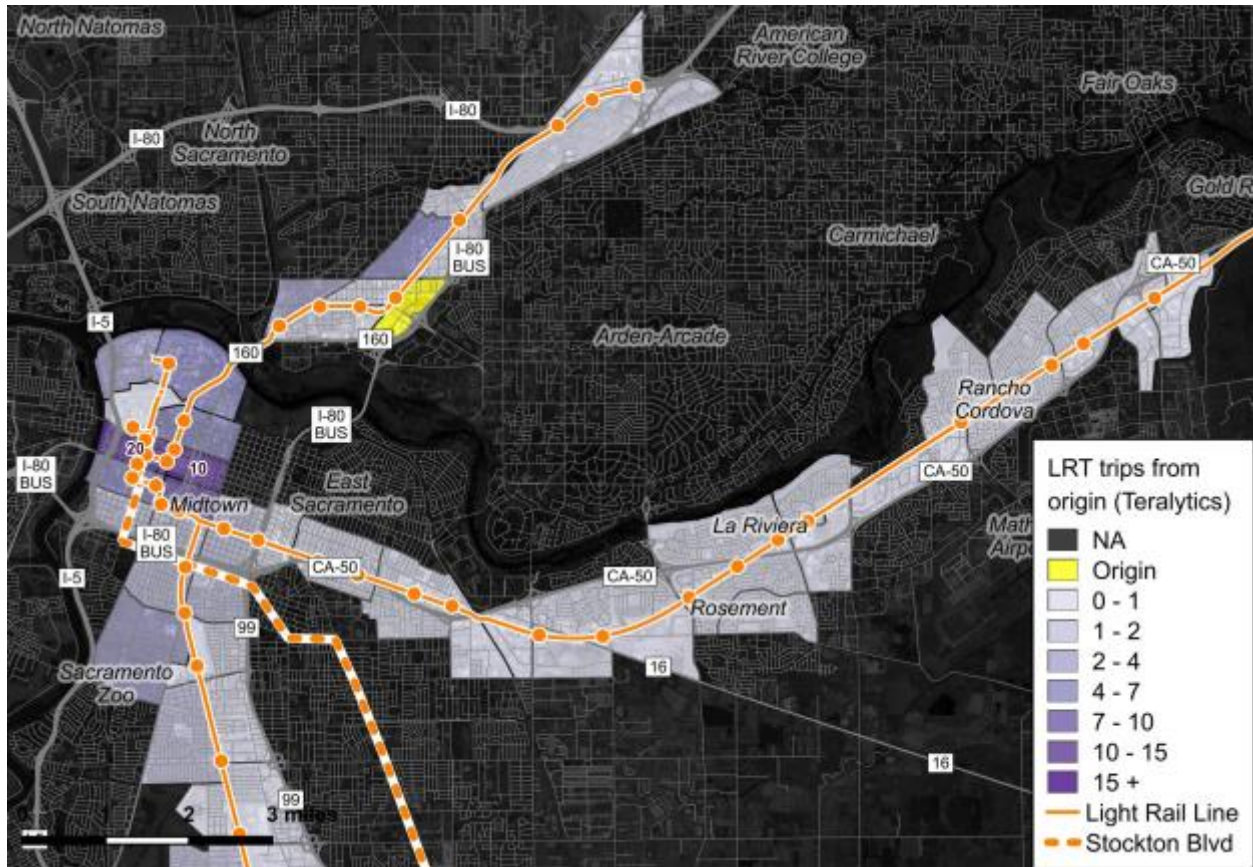 North Natomas
American
River College
Fair Oaks
I-80
I-80
North
Sacramento
South Natomas
Gold R
Carmichael
I-80
BUS
CA-50
I-5
160
160
Arden-Arcade
I-80
BUS
Rancho
Cordova
20
10
I-80
BUS
East
Sacramento
CA-50
Midtown
La Riviera
I-80
BUS
CA-50
CA-50
Math
Airpo
I-5
Rosement
99
Sacramento
Zoo
16
16
99
0 1 2 3 miles
LRT trips from
origin (Teralytics)
NA
Origin
0 - 1
1 - 2
2 - 4
4 - 7
7 - 10
10 - 15
15 +
Light Rail Line
Stockton Blvd